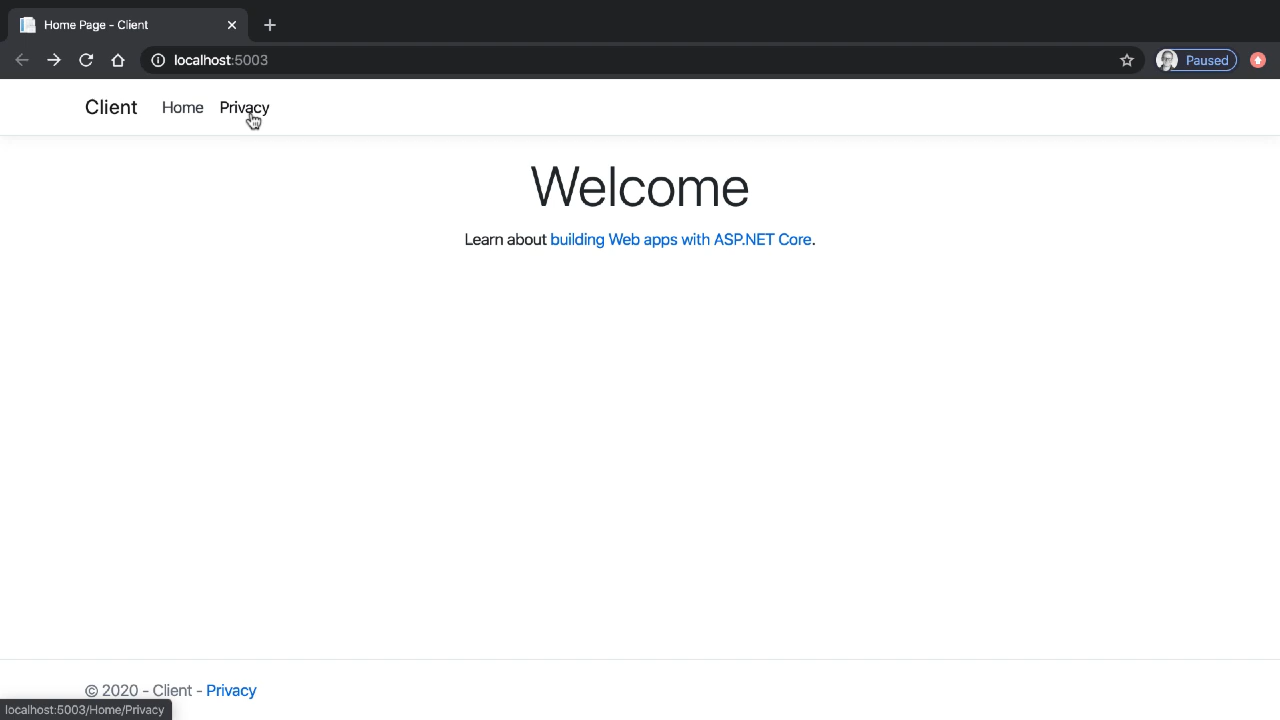 Home Page - Client
localhost:5003
Paused
Client Home Privacy
Welcome
Learn about building Web apps with ASP.NET Core.
© 2020 - Client - Privacy
localhost:5003/Home/Privacy